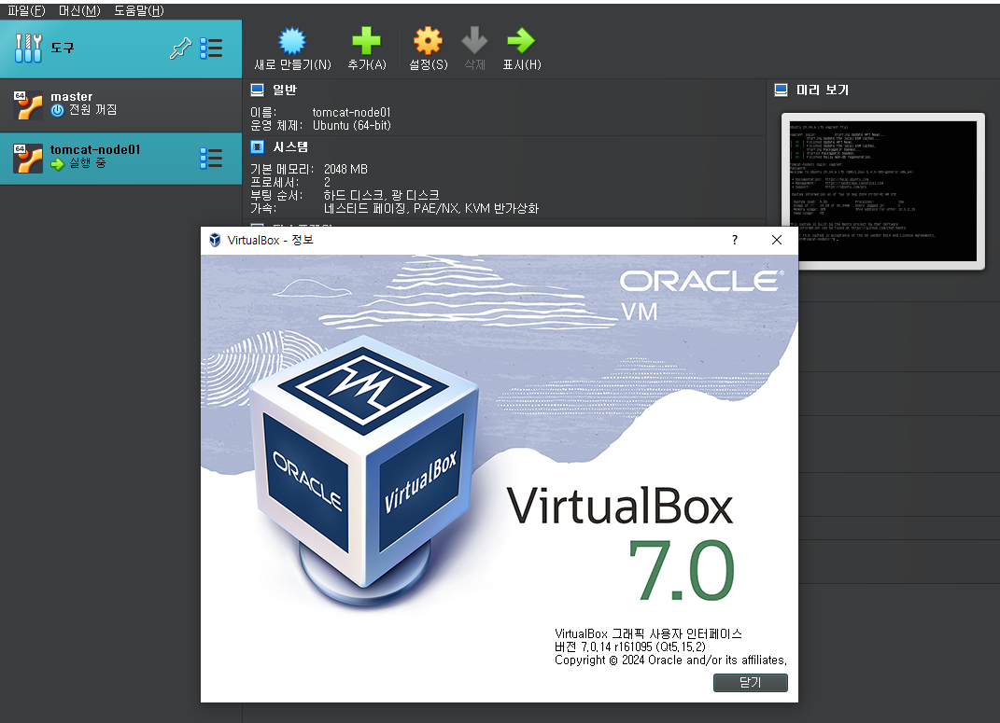 파일(F) 머신(M) 도움말(H)
도구
새로 만들기(N) 추가(A) 설정(S) 삭제 표시(H)
64 master
전원 꺼짐
64 tomcat-node01
실행 중
일반
이름: tomcat-node01
운영 체제: Ubuntu (64-bit)
시스템
기본 메모리: 2048 MB
프로세서: 2
부팅 순서: 하드 디스크, 광 디스크
가속: 네스티드 페이징, PAE/NX, KVM 반가상화
미리 보기
VirtualBox - 정보
?
ORACLE®
VM
ORACLE
VirtualBox
VirtualBox
7.0
VirtualBox 그래픽 사용자 인터페이스
버전 7.0.14 r161095 (Qt5.15.2)
Copyright © 2024 Oracle and/or its affiliates.
닫기